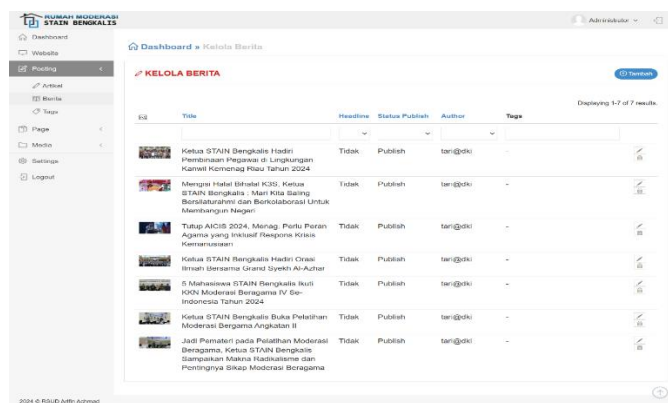 RUMAH MODERASI
STAIN BENGKALIS
Administrator
Dashboard
Website
Posting
Artikel
Berita
Tags
Page
Media
Settings
Logout
Dashboard » Kelola Berita
KELOLA BERITA
Tambah
Displaying 1-7 of 7 results.
Title Headline Status Publish Author Tags
Ketua STAIN Bengkalis Hadiri Tidak Publish tari@dki -
Pembinaan Pegawai di Lingkungan
Kanwil Kemenag Riau Tahun 2024
Mengisi Halal Bihalal K3S, Ketua Tidak Publish tari@dki -
STAIN Bengkalis : Mari Kita Saling
Bersilaturahmi dan Berkolaborasi Untuk
Membangun Negeri
Tutup AICIS 2024, Menag: Perlu Peran Tidak Publish tari@dki -
Agama yang Inklusif Respons Krisis
Kemanusiaan
Ketua STAIN Bengkalis Hadiri Orasi Tidak Publish tari@dki -
Ilmiah Bersama Grand Syekh Al-Azhar
5 Mahasiswa STAIN Bengkalis Ikuti Tidak Publish tari@dki -
KKN Moderasi Beragama IV Se-
Indonesia Tahun 2024
Ketua STAIN Bengkalis Buka Pelatihan Tidak Publish tari@dki -
Moderasi Bergama Angkatan II
Jadi Pemateri pada Pelatihan Moderasi Tidak Publish tari@dki -
Beragama, Ketua STAIN Bengkalis
Sampaikan Makna Radikalisme dan
Pentingnya Sikap Moderasi Beragama
2024 © RSUD Arifin Achmad